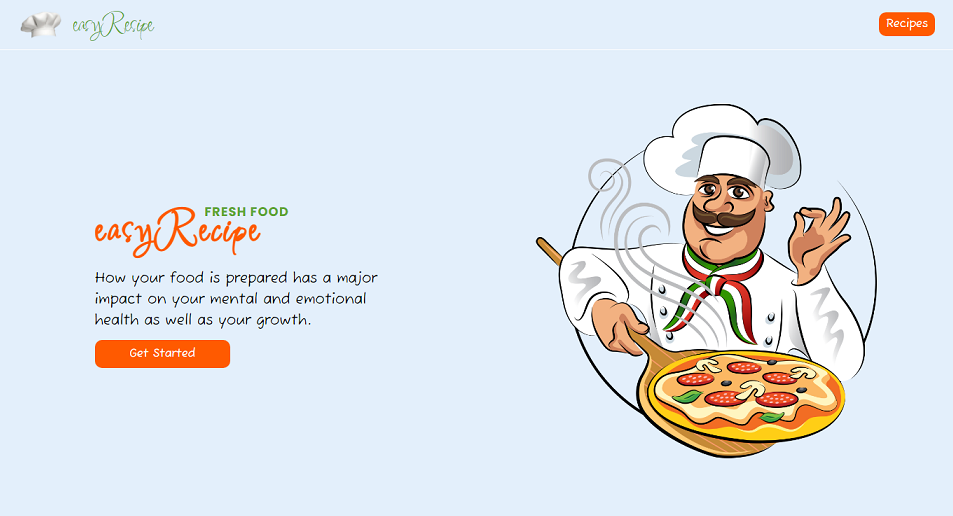 easyRecipe
Recipes
FRESH FOOD
easyRecipe
How your food is prepared has a major
impact on your mental and emotional
health as well as your growth.
Get Started